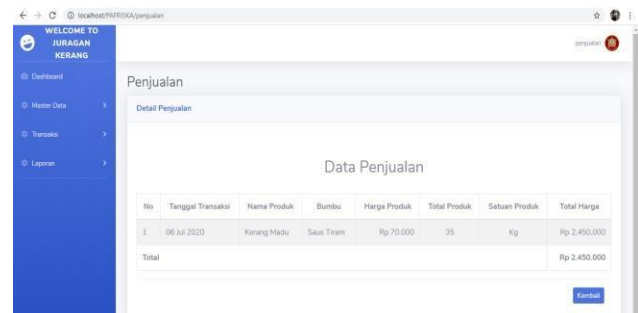 localhost/PAPRISKA/penjualan
WELCOME TO
JURAGAN
KERANG
penjualan
Dashboard
Master Data
Transaksi
Laporan
Penjualan
Detail Penjualan
Data Penjualan
No Tanggal Transaksi Nama Produk Bumbu Harga Produk Total Produk Satuan Produk Total Harga
1 06 Jul 2020 Kerang Madu Saus Tiram Rp 70.000 35 Kg Rp 2.450.000
Total Rp 2.450.000
Kembali